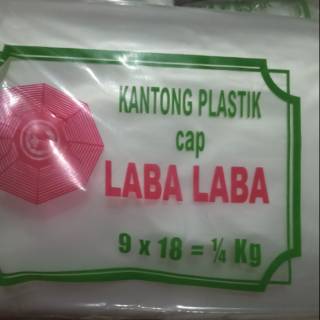 KANTONG PLASTIK
cap
LABA LABA
9 x 18 = ¼ Kg